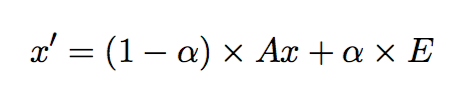 x′ = (1 − α) × Ax + α × E